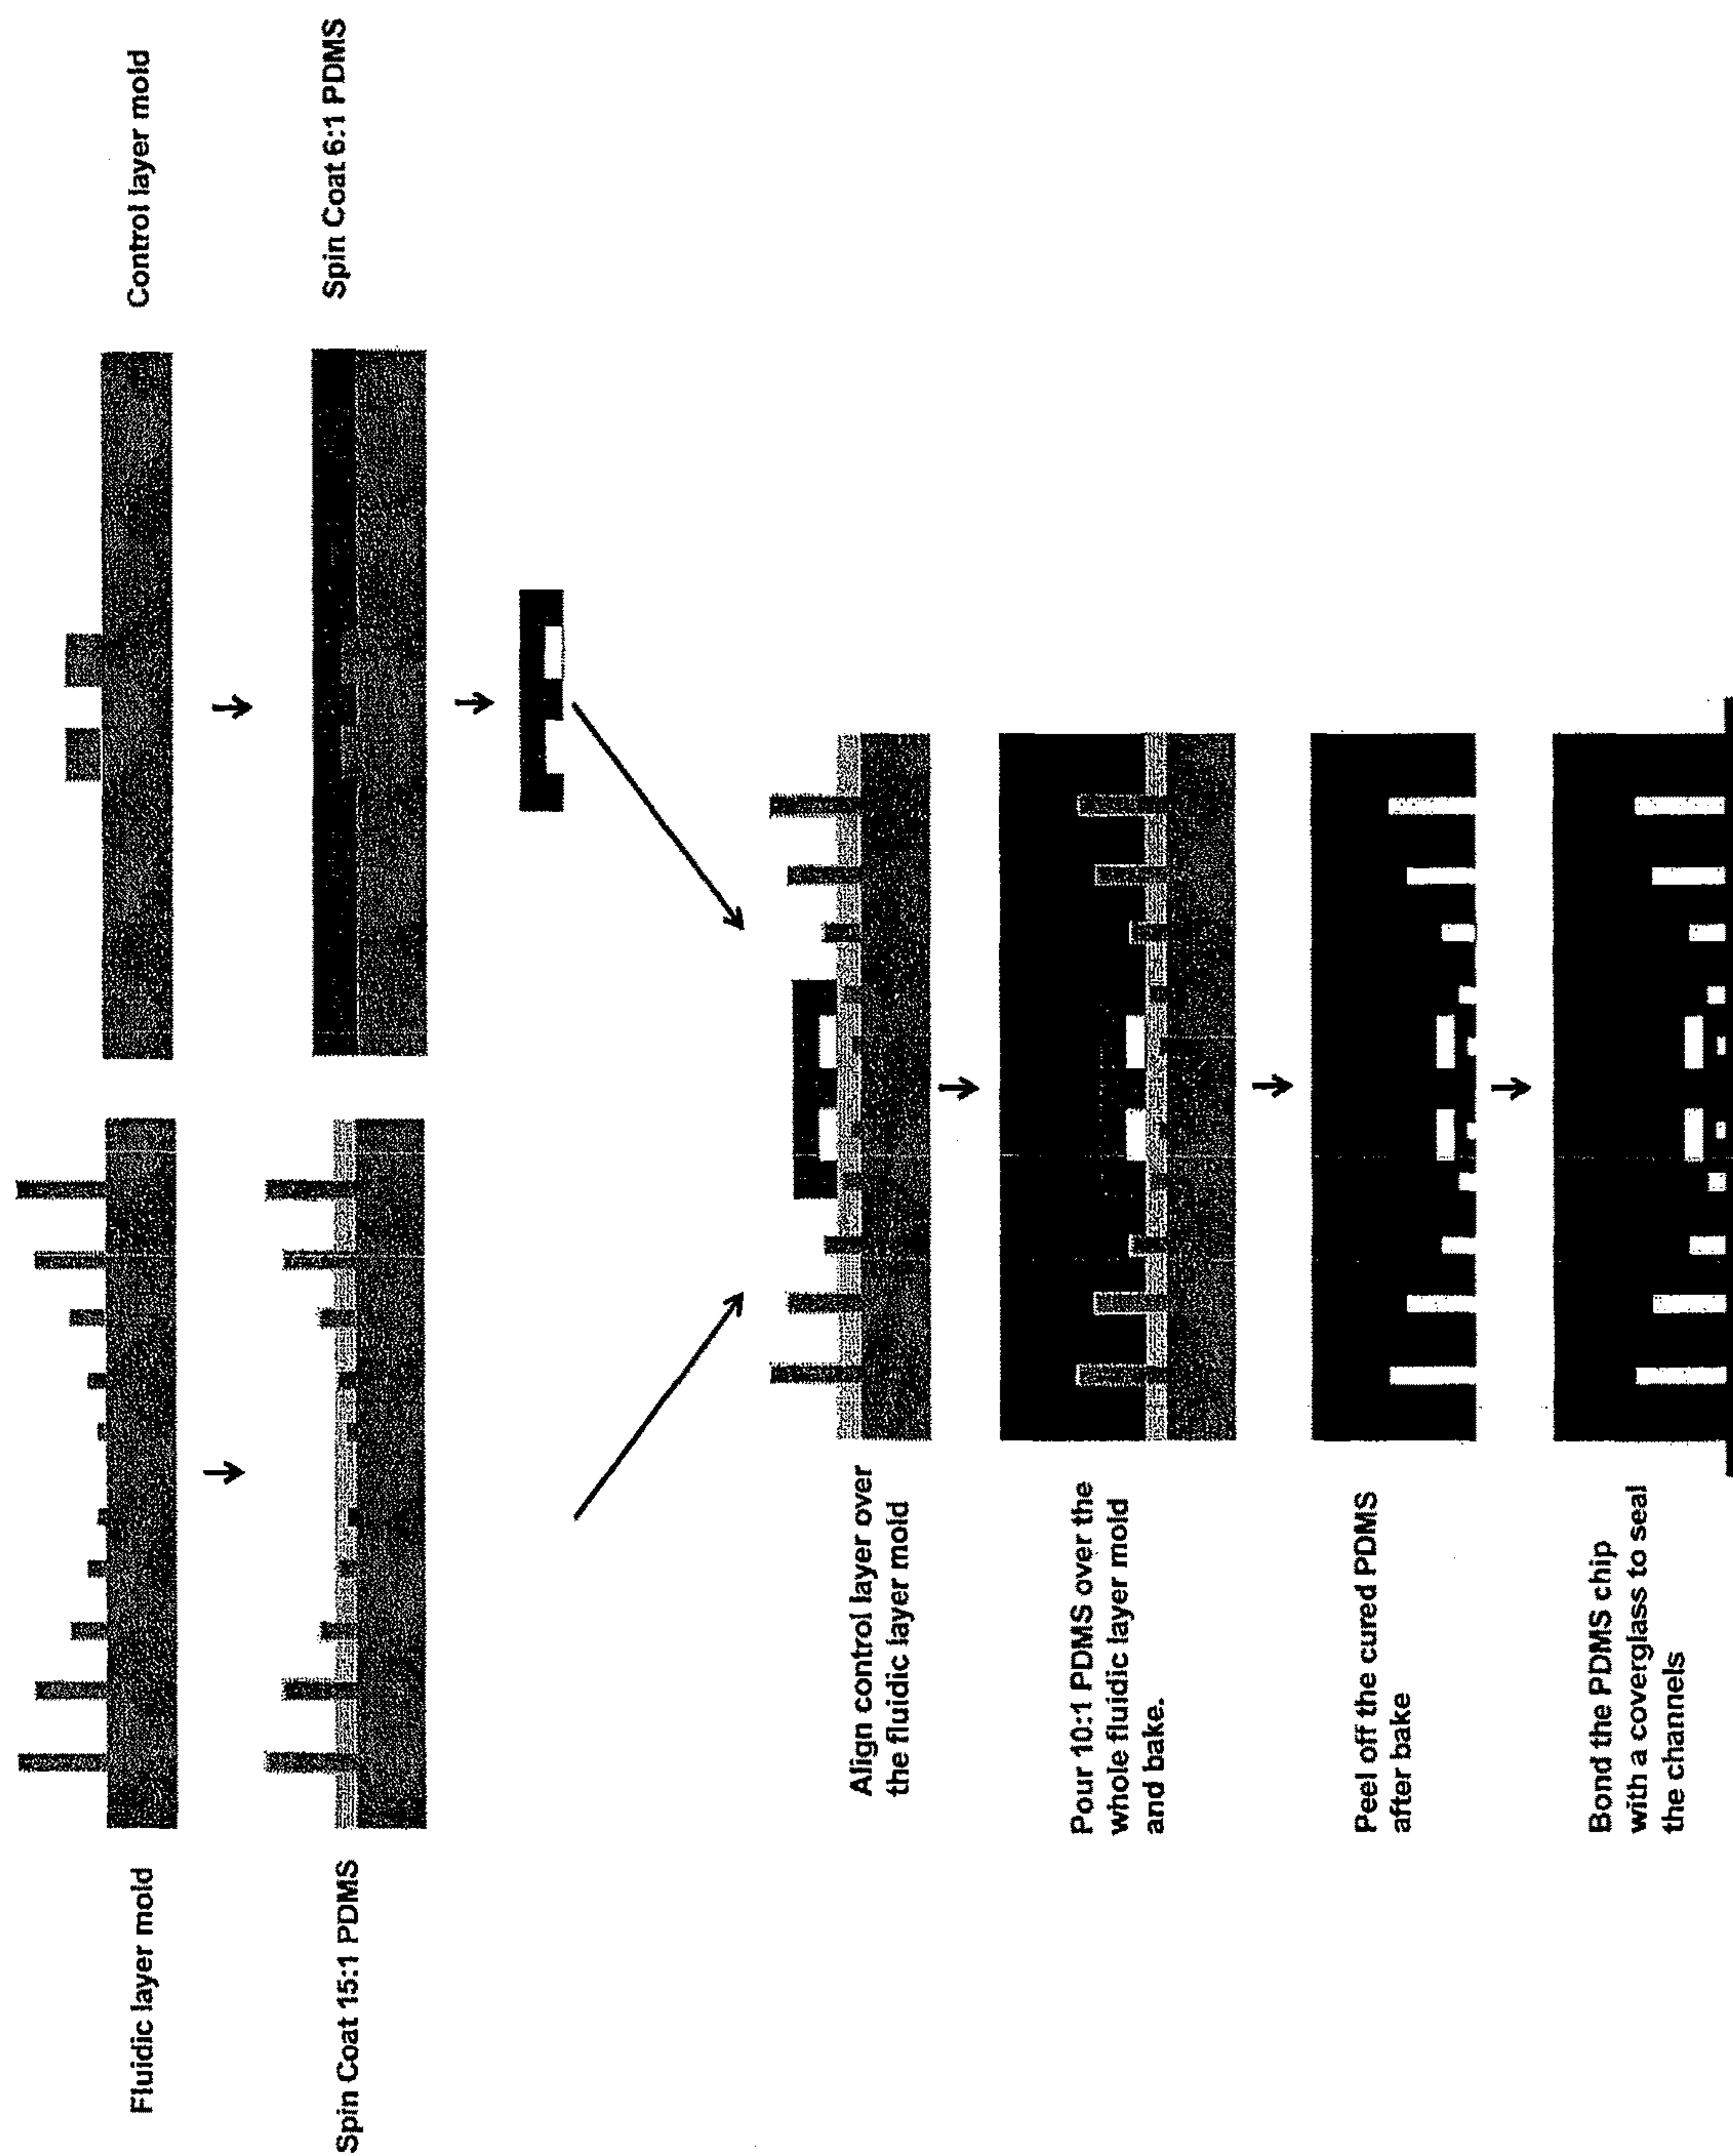 Fluidic layer mold
Control layer mold
Spin Coat 15:1 PDMS
Spin Coat 6:1 PDMS
Align control layer over
the fluidic layer mold
Pour 10:1 PDMS over the
whole fluidic layer mold
and bake.
Peel off the cured PDMS
after bake
Bond the PDMS chip
with a coverglass to seal
the channels